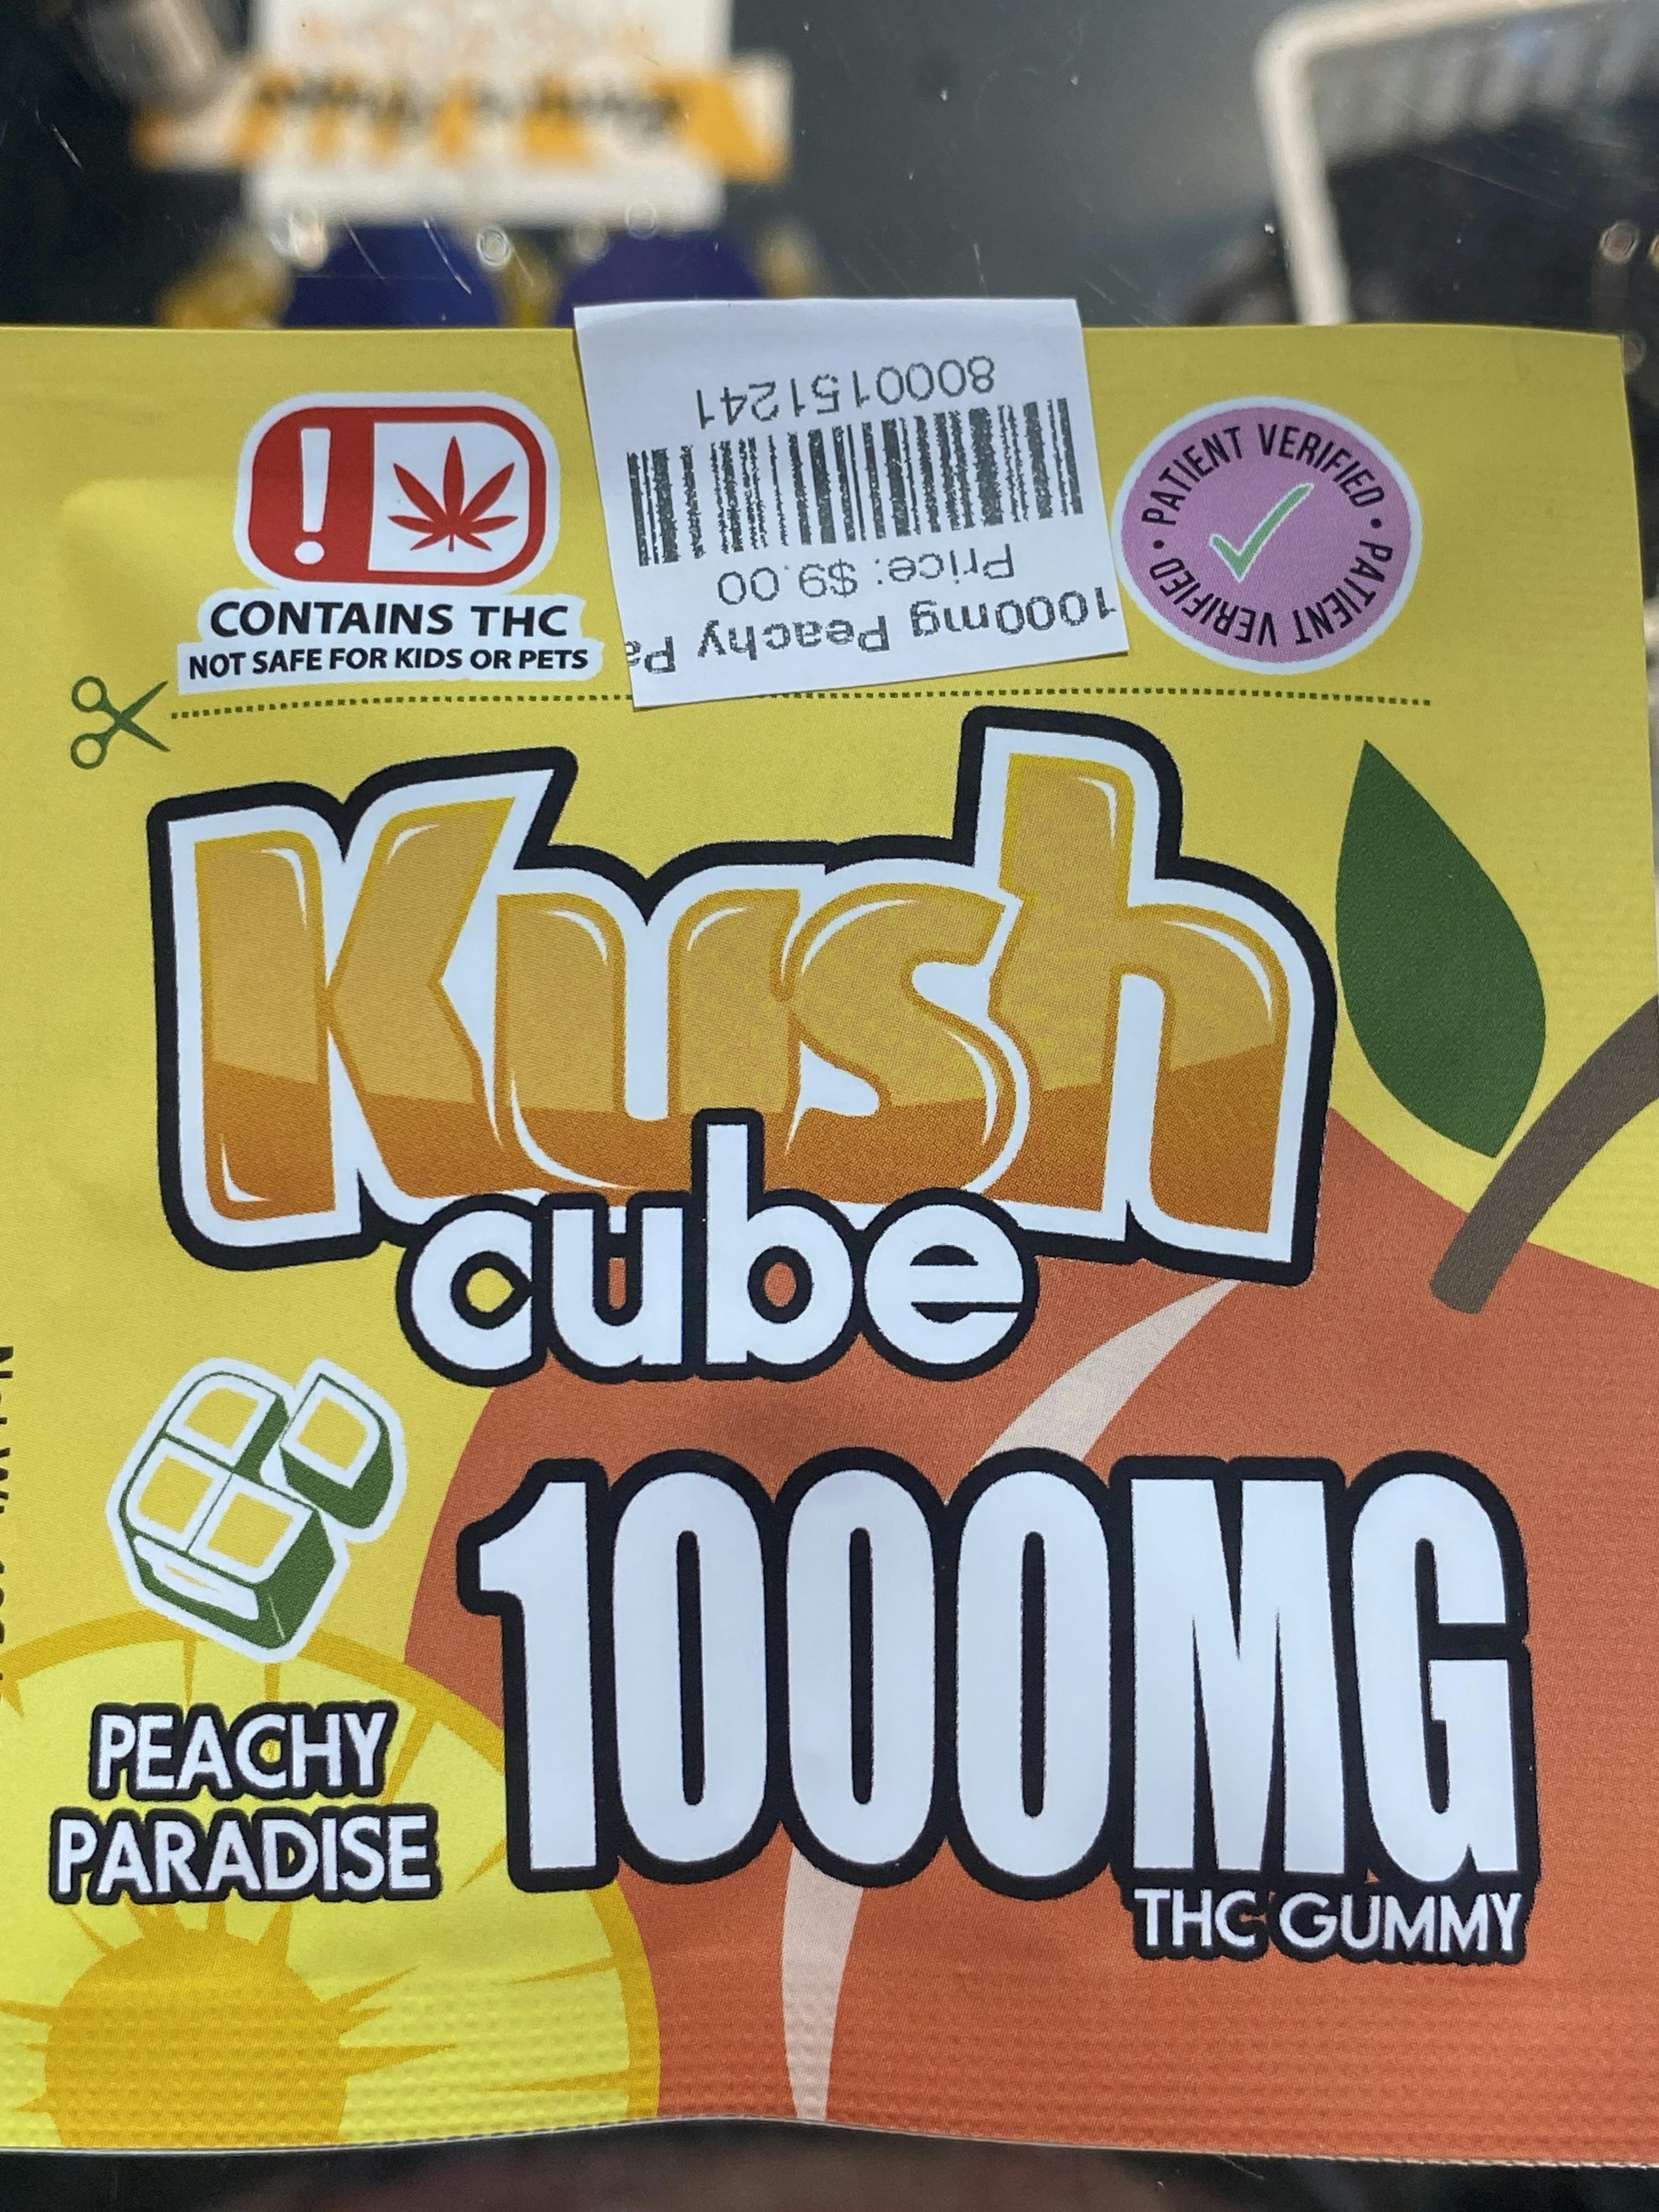 8000151241
Price: $9.00
1000mg Peachy Pa
CONTAINS THC
NOT SAFE FOR KIDS OR PETS
PATIENT VERIFIED • PATIENT VERIFIED •
Kush
cube
1000MG
THC GUMMY
PEACHY
PARADISE